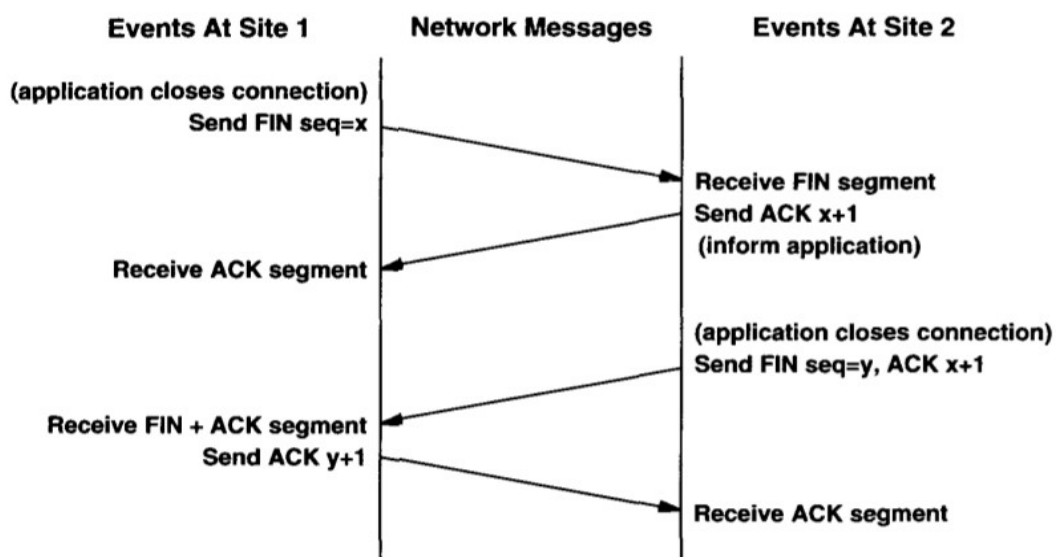 Events At Site 1
Network Messages
Events At Site 2
(application closes connection)
Send FIN seq=x
Receive FIN segment
Send ACK x+1
(inform application)
Receive ACK segment
(application closes connection)
Send FIN seq=y, ACK x+1
Receive FIN + ACK segment
Send ACK y+1
Receive ACK segment